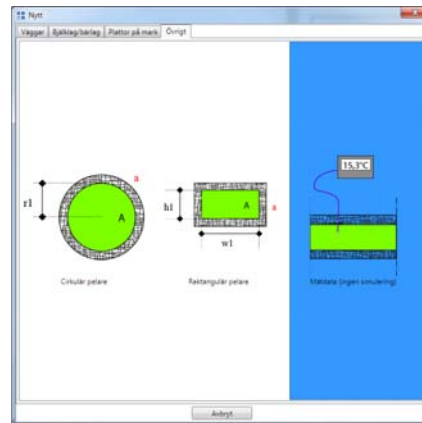 Nytt
Väggar Bjälklag/bärlag Plattor på mark Övrigt
a
r1
A
15,3°C
h1
A
a
w1
Cirkulär pelare
Rektangulär pelare
Mätdata (ingen simulering)
Avbryt